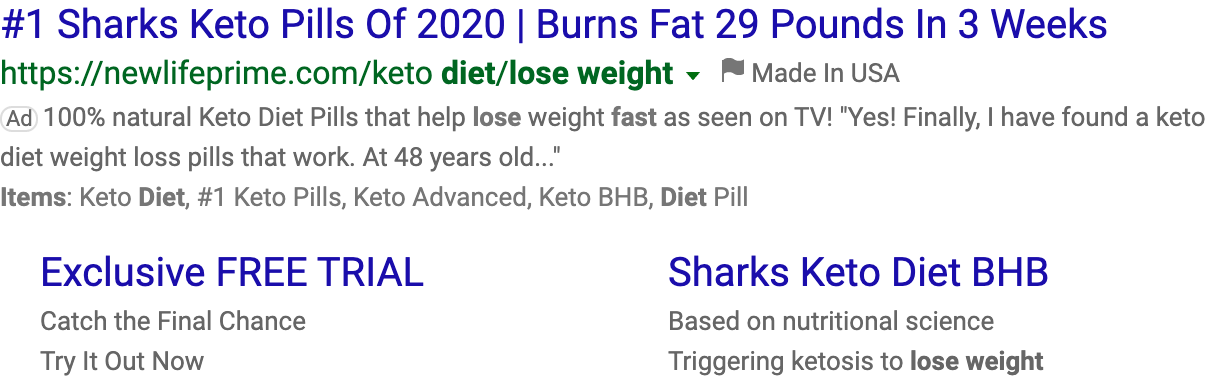 #1 Sharks Keto Pills Of 2020 | Burns Fat 29 Pounds In 3 Weeks
https://newlifeprime.com/keto diet/lose weight Made In USA
Ad 100% natural Keto Diet Pills that help lose weight fast as seen on TV! "Yes! Finally, I have found a keto
diet weight loss pills that work. At 48 years old..."
Items: Keto Diet, #1 Keto Pills, Keto Advanced, Keto BHB, Diet Pill
Exclusive FREE TRIAL
Catch the Final Chance
Try It Out Now
Sharks Keto Diet BHB
Based on nutritional science
Triggering ketosis to lose weight